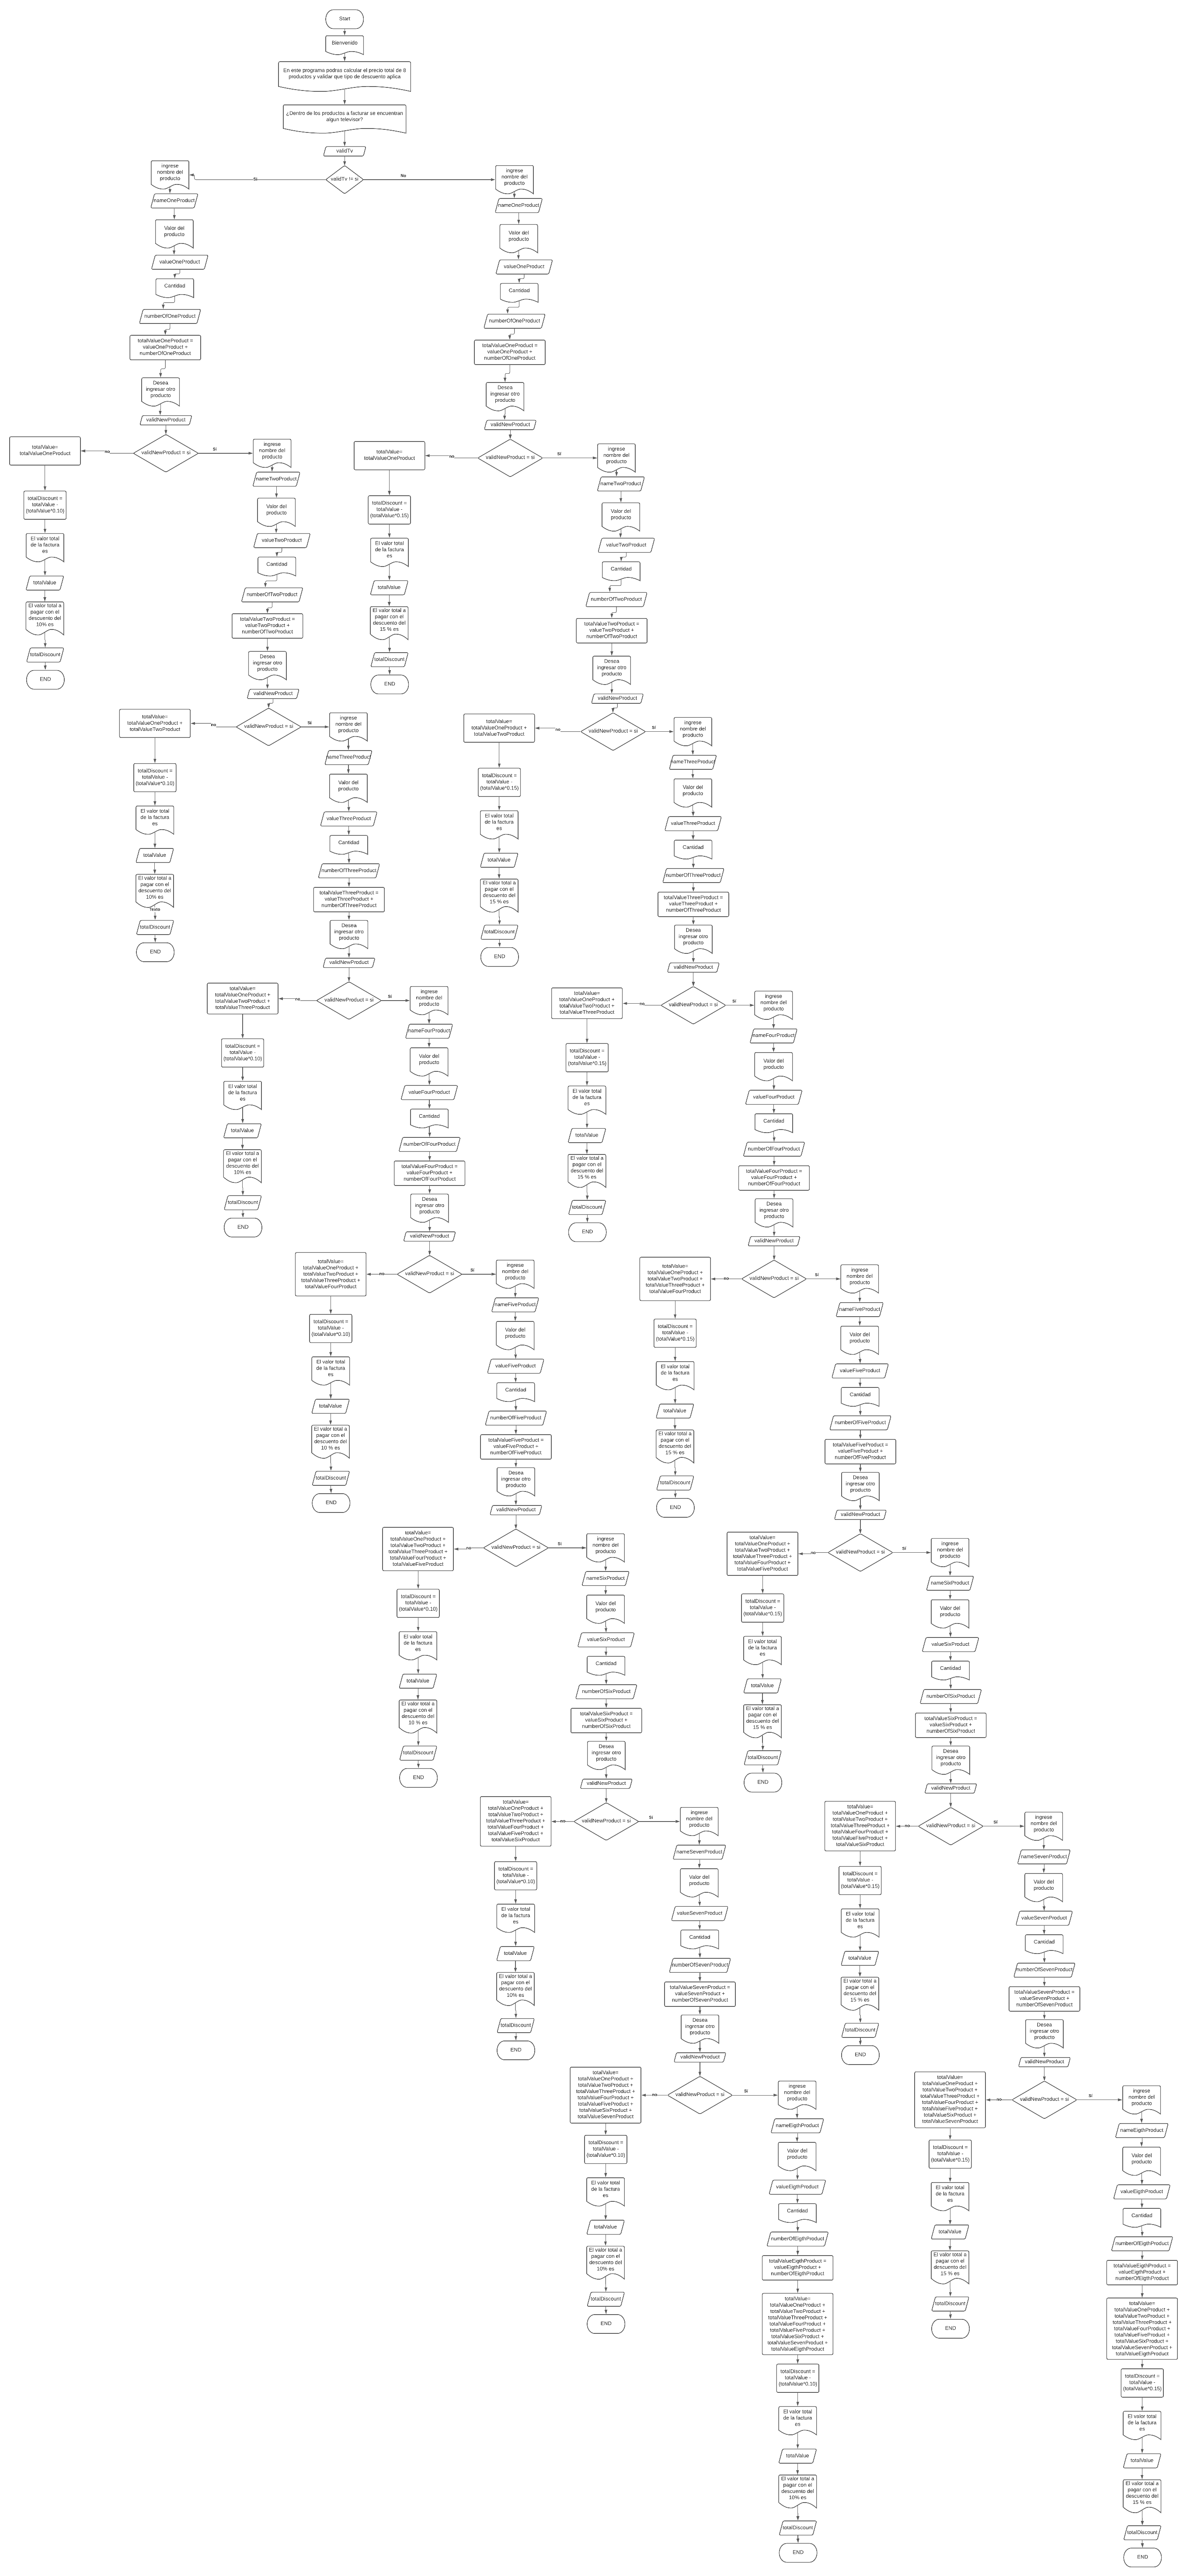 Start
Bienvenido
En este programa podras calcular el precio total de 8
productos y validar que tipo de descuento aplica
¿Dentro de los productos a facturar se encuentran
algun televisor?
validTv
validTv != si
Si
No
ingrese
nombre del
producto
nameOneProduct
Valor del
producto
valueOneProduct
Cantidad
numberOfOneProduct
totalValueOneProduct =
valueOneProduct +
numberOfOneProduct
Desea
ingresar otro
producto
validNewProduct
validNewProduct = si
no
Si
totalValue=
totalValueOneProduct
totalDiscount =
totalValue -
(totalValue*0.10)
El valor total
de la factura
es
totalValue
El valor total a
pagar con el
descuento del
10% es
totalDiscount
END
ingrese
nombre del
producto
nameTwoProduct
Valor del
producto
valueTwoProduct
Cantidad
numberOfTwoProduct
totalValueTwoProduct =
valueTwoProduct +
numberOfTwoProduct
Desea
ingresar otro
producto
validNewProduct
validNewProduct = si
no
Si
totalValue=
totalValueOneProduct +
totalValueTwoProduct
totalDiscount =
totalValue -
(totalValue*0.10)
El valor total
de la factura
es
totalValue
El valor total a
pagar con el
descuento del
10% es
totalDiscount
END
ingrese
nombre del
producto
nameThreeProduct
Valor del
producto
valueThreeProduct
Cantidad
numberOfThreeProduct
totalValueThreeProduct =
valueThreeProduct +
numberOfThreeProduct
Desea
ingresar otro
producto
validNewProduct
validNewProduct = si
no
Si
totalValue=
totalValueOneProduct +
totalValueTwoProduct +
totalValueThreeProduct
totalDiscount =
totalValue -
(totalValue*0.10)
El valor total
de la factura
es
totalValue
El valor total a
pagar con el
descuento del
10% es
totalDiscount
END
ingrese
nombre del
producto
nameFourProduct
Valor del
producto
valueFourProduct
Cantidad
numberOfFourProduct
totalValueFourProduct =
valueFourProduct +
numberOfFourProduct
Desea
ingresar otro
producto
validNewProduct
validNewProduct = si
no
Si
totalValue=
totalValueOneProduct +
totalValueTwoProduct +
totalValueThreeProduct +
totalValueFourProduct
totalDiscount =
totalValue -
(totalValue*0.10)
El valor total
de la factura
es
totalValue
El valor total a
pagar con el
descuento del
10 % es
totalDiscount
END
ingrese
nombre del
producto
nameFiveProduct
Valor del
producto
valueFiveProduct
Cantidad
numberOfFiveProduct
totalValueFiveProduct =
valueFiveProduct +
numberOfFiveProduct
Desea
ingresar otro
producto
validNewProduct
validNewProduct = si
no
Si
totalValue=
totalValueOneProduct +
totalValueTwoProduct +
totalValueThreeProduct +
totalValueFourProduct +
totalValueFiveProduct
totalDiscount =
totalValue -
(totalValue*0.10)
El valor total
de la factura
es
totalValue
El valor total a
pagar con el
descuento del
10 % es
totalDiscount
END
ingrese
nombre del
producto
nameSixProduct
Valor del
producto
valueSixProduct
Cantidad
numberOfSixProduct
totalValueSixProduct =
valueSixProduct +
numberOfSixProduct
Desea
ingresar otro
producto
validNewProduct
validNewProduct = si
no
Si
totalValue=
totalValueOneProduct +
totalValueTwoProduct +
totalValueThreeProduct +
totalValueFourProduct +
totalValueFiveProduct +
totalValueSixProduct
totalDiscount =
totalValue -
(totalValue*0.10)
El valor total
de la factura
es
totalValue
El valor total a
pagar con el
descuento del
10% es
totalDiscount
END
ingrese
nombre del
producto
nameSevenProduct
Valor del
producto
valueSevenProduct
Cantidad
numberOfSevenProduct
totalValueSevenProduct =
valueSevenProduct +
numberOfSevenProduct
Desea
ingresar otro
producto
validNewProduct
validNewProduct = si
no
Si
totalValue=
totalValueOneProduct +
totalValueTwoProduct +
totalValueThreeProduct +
totalValueFourProduct +
totalValueFiveProduct +
totalValueSixProduct +
totalValueSevenProduct
totalDiscount =
totalValue -
(totalValue*0.10)
El valor total
de la factura
es
totalValue
El valor total a
pagar con el
descuento del
10% es
totalDiscount
END
ingrese
nombre del
producto
nameEigthProduct
Valor del
producto
valueEigthProduct
Cantidad
numberOfEigthProduct
totalValueEigthProduct =
valueEigthProduct +
numberOfEigthProduct
totalValue=
totalValueOneProduct +
totalValueTwoProduct +
totalValueThreeProduct +
totalValueFourProduct +
totalValueFiveProduct +
totalValueSixProduct +
totalValueSevenProduct +
totalValueEigthProduct
totalDiscount =
totalValue -
(totalValue*0.10)
El valor total
de la factura
es
totalValue
El valor total a
pagar con el
descuento del
10% es
totalDiscount
END
ingrese
nombre del
producto
nameOneProduct
Valor del
producto
valueOneProduct
Cantidad
numberOfOneProduct
totalValueOneProduct =
valueOneProduct +
numberOfOneProduct
Desea
ingresar otro
producto
validNewProduct
validNewProduct = si
no
Si
totalValue=
totalValueOneProduct
totalDiscount =
totalValue -
(totalValue*0.15)
El valor total
de la factura
es
totalValue
El valor total a
pagar con el
descuento del
15 % es
totalDiscount
END
ingrese
nombre del
producto
nameTwoProduct
Valor del
producto
valueTwoProduct
Cantidad
numberOfTwoProduct
totalValueTwoProduct =
valueTwoProduct +
numberOfTwoProduct
Desea
ingresar otro
producto
validNewProduct
validNewProduct = si
no
Si
totalValue=
totalValueOneProduct +
totalValueTwoProduct
totalDiscount =
totalValue -
(totalValue*0.15)
El valor total
de la factura
es
totalValue
El valor total a
pagar con el
descuento del
15 % es
totalDiscount
END
ingrese
nombre del
producto
nameThreeProduct
Valor del
producto
valueThreeProduct
Cantidad
numberOfThreeProduct
totalValueThreeProduct =
valueThreeProduct +
numberOfThreeProduct
Desea
ingresar otro
producto
validNewProduct
validNewProduct = si
no
Si
totalValue=
totalValueOneProduct +
totalValueTwoProduct +
totalValueThreeProduct
totalDiscount =
totalValue -
(totalValue*0.15)
El valor total
de la factura
es
totalValue
El valor total a
pagar con el
descuento del
15 % es
totalDiscount
END
ingrese
nombre del
producto
nameFourProduct
Valor del
producto
valueFourProduct
Cantidad
numberOfFourProduct
totalValueFourProduct =
valueFourProduct +
numberOfFourProduct
Desea
ingresar otro
producto
validNewProduct
validNewProduct = si
no
Si
totalValue=
totalValueOneProduct +
totalValueTwoProduct +
totalValueThreeProduct +
totalValueFourProduct
totalDiscount =
totalValue -
(totalValue*0.15)
El valor total
de la factura
es
totalValue
El valor total a
pagar con el
descuento del
15 % es
totalDiscount
END
ingrese
nombre del
producto
nameFiveProduct
Valor del
producto
valueFiveProduct
Cantidad
numberOfFiveProduct
totalValueFiveProduct =
valueFiveProduct +
numberOfFiveProduct
Desea
ingresar otro
producto
validNewProduct
validNewProduct = si
no
Si
totalValue=
totalValueOneProduct +
totalValueTwoProduct +
totalValueThreeProduct +
totalValueFourProduct +
totalValueFiveProduct
totalDiscount =
totalValue -
(totalValue*0.15)
El valor total
de la factura
es
totalValue
El valor total a
pagar con el
descuento del
15 % es
totalDiscount
END
ingrese
nombre del
producto
nameSixProduct
Valor del
producto
valueSixProduct
Cantidad
numberOfSixProduct
totalValueSixProduct =
valueSixProduct +
numberOfSixProduct
Desea
ingresar otro
producto
validNewProduct
validNewProduct = si
no
Si
totalValue=
totalValueOneProduct +
totalValueTwoProduct +
totalValueThreeProduct +
totalValueFourProduct +
totalValueFiveProduct +
totalValueSixProduct
totalDiscount =
totalValue -
(totalValue*0.15)
El valor total
de la factura
es
totalValue
El valor total a
pagar con el
descuento del
15 % es
totalDiscount
END
ingrese
nombre del
producto
nameSevenProduct
Valor del
producto
valueSevenProduct
Cantidad
numberOfSevenProduct
totalValueSevenProduct =
valueSevenProduct +
numberOfSevenProduct
Desea
ingresar otro
producto
validNewProduct
validNewProduct = si
no
Si
totalValue=
totalValueOneProduct +
totalValueTwoProduct +
totalValueThreeProduct +
totalValueFourProduct +
totalValueFiveProduct +
totalValueSixProduct +
totalValueSevenProduct
totalDiscount =
totalValue -
(totalValue*0.15)
El valor total
de la factura
es
totalValue
El valor total a
pagar con el
descuento del
15 % es
totalDiscount
END
ingrese
nombre del
producto
nameEigthProduct
Valor del
producto
valueEigthProduct
Cantidad
numberOfEigthProduct
totalValueEigthProduct =
valueEigthProduct +
numberOfEigthProduct
totalValue=
totalValueOneProduct +
totalValueTwoProduct +
totalValueThreeProduct +
totalValueFourProduct +
totalValueFiveProduct +
totalValueSixProduct +
totalValueSevenProduct +
totalValueEigthProduct
totalDiscount =
totalValue -
(totalValue*0.15)
El valor total
de la factura
es
totalValue
El valor total a
pagar con el
descuento del
15 % es
totalDiscount
END